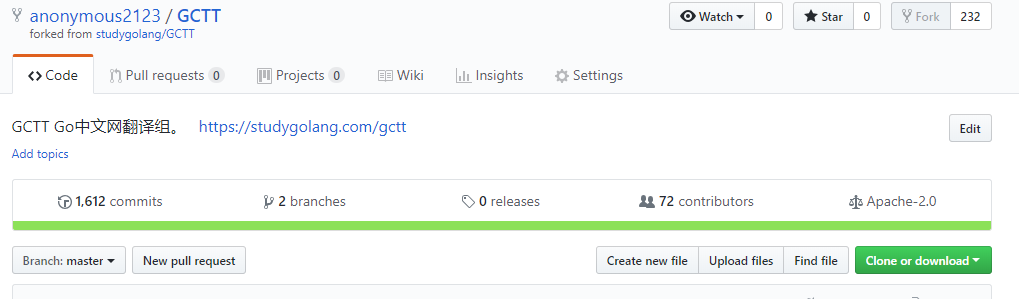 anonymous2123 / GCTT
Watch 0 Star 0 Fork 232
forked from studygolang/GCTT
Code Pull requests 0 Projects 0 Wiki Insights Settings
GCTT Go中文网翻译组。 https://studygolang.com/gctt Edit
Add topics
1,612 commits 2 branches 0 releases 72 contributors Apache-2.0
Branch: master New pull request Create new file Upload files Find file Clone or download